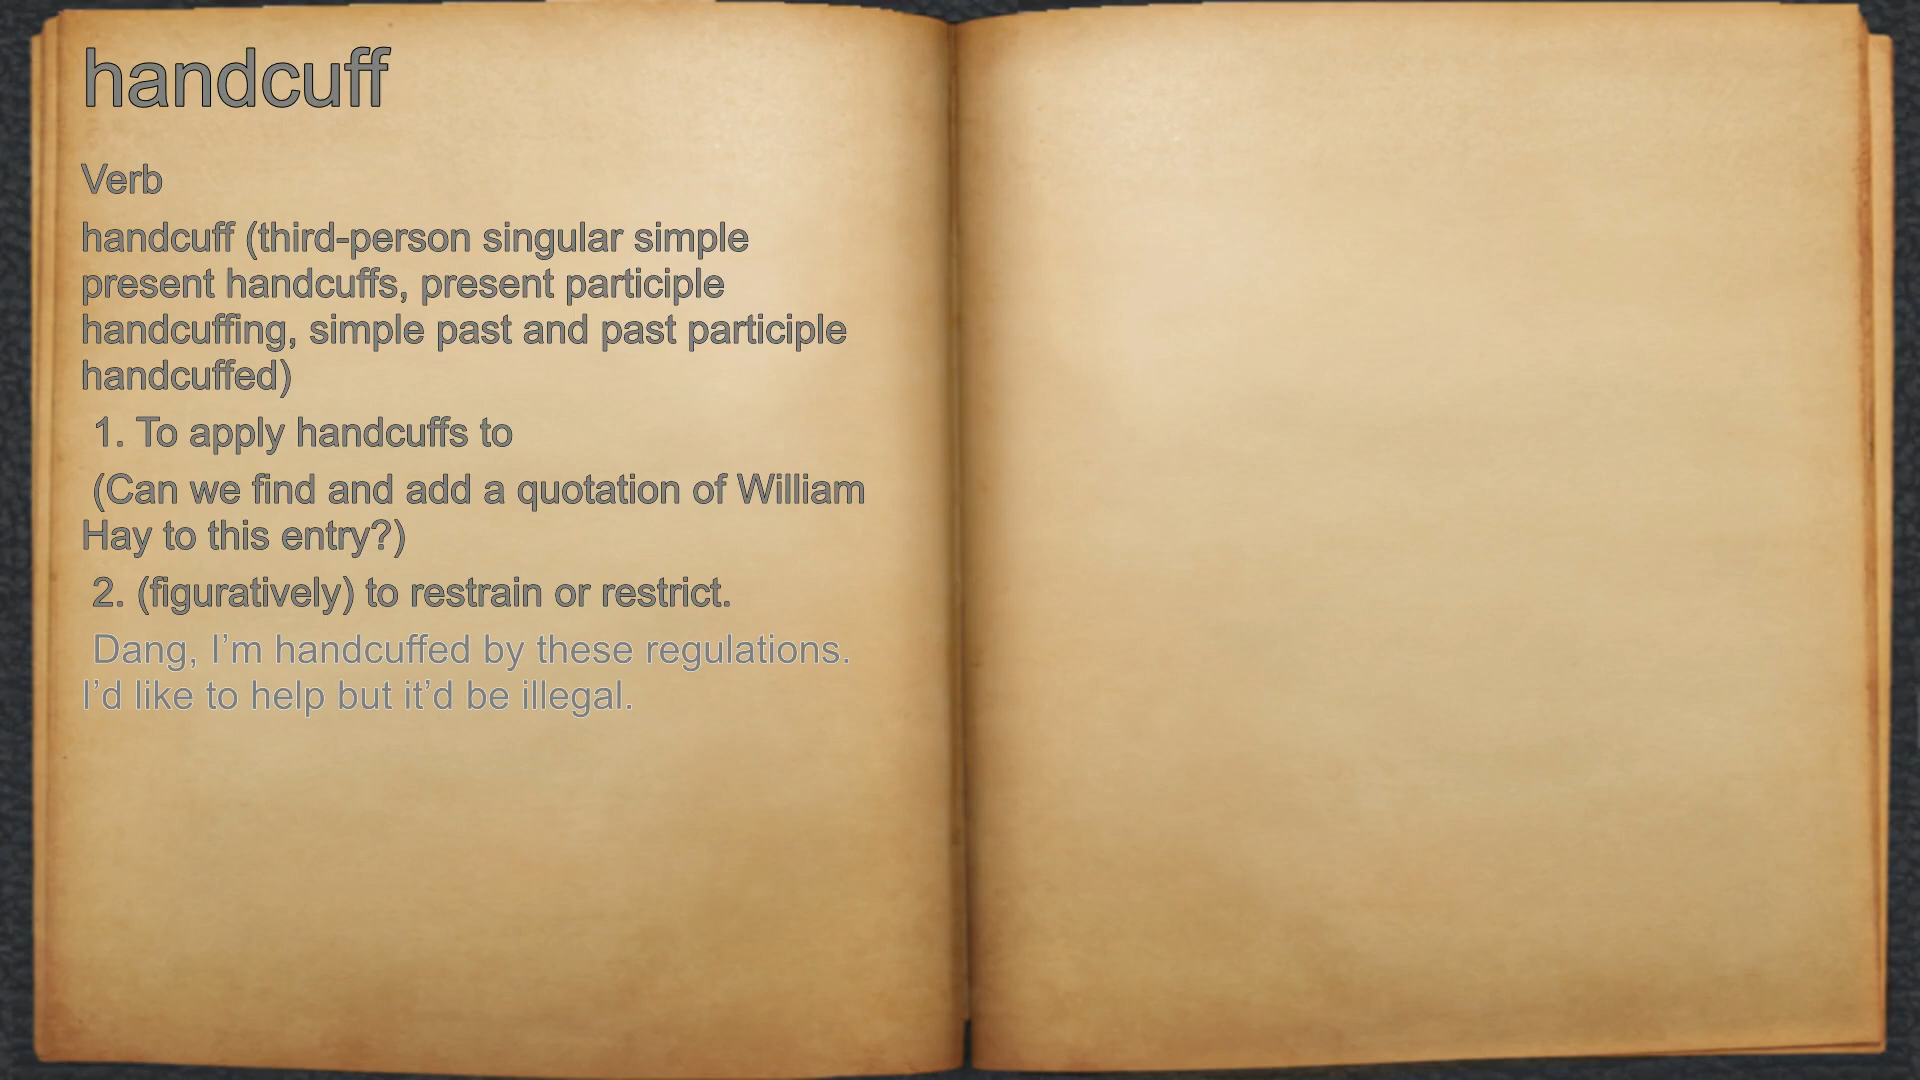 handcuff
Verb
handcuff (third-person singular simple
present handcuffs, present participle
handcuffing, simple past and past participle
handcuffed)
1. To apply handcuffs to
(Can we find and add a quotation of William
Hay to this entry?)
2. (figuratively) to restrain or restrict.
Dang, I’m handcuffed by these regulations.
I’d like to help but it’d be illegal.